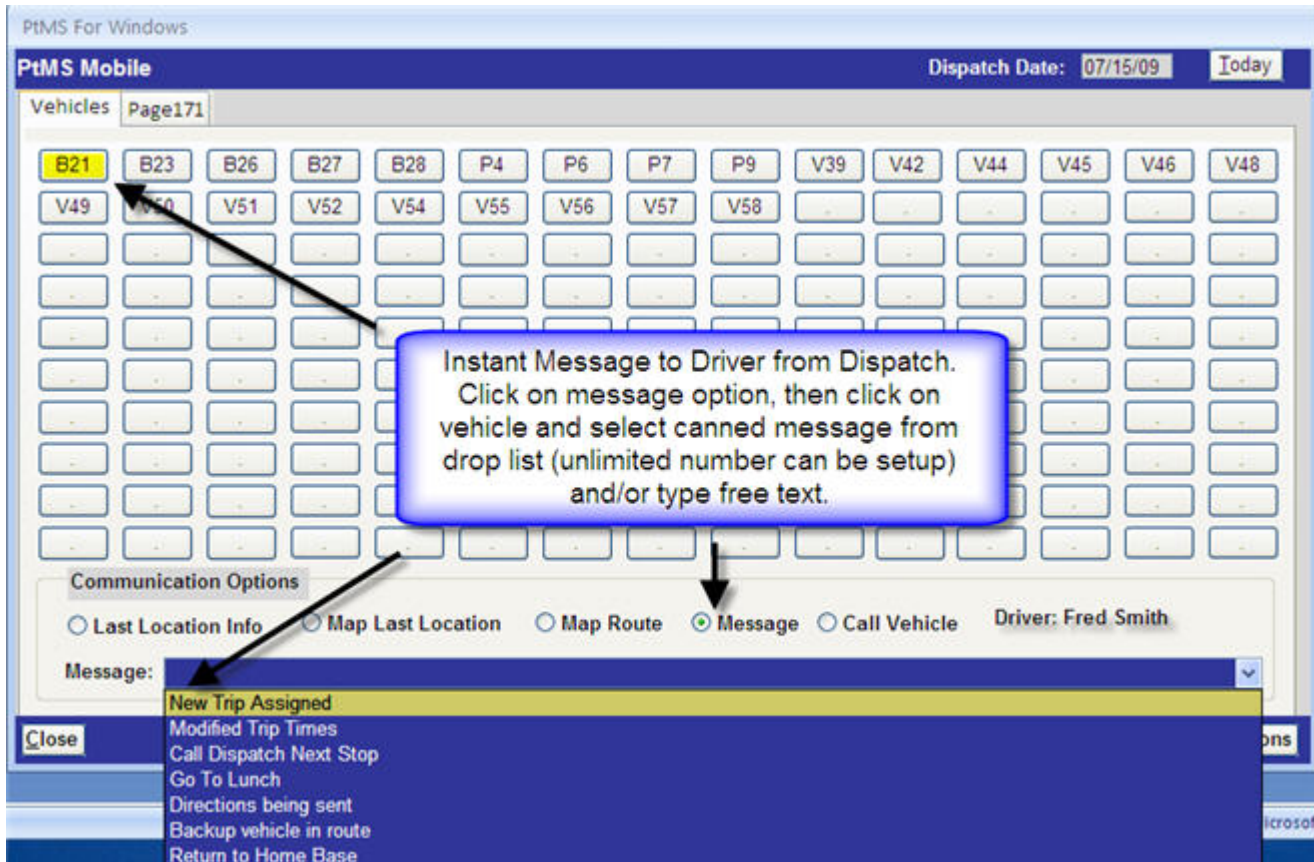 PtMS For Windows
PtMS Mobile Dispatch Date: 07/15/09 Today
Vehicles Page171
B21 B23 B26 B27 B28 P4 P6 P7 P9 V39 V42 V44 V45 V46 V48
V49 V50 V51 V52 V54 V55 V56 V57 V58
Instant Message to Driver from Dispatch.
Click on message option, then click on
vehicle and select canned message from
drop list (unlimited number can be setup)
and/or type free text.
Communication Options
Last Location Info Map Last Location Map Route Message Call Vehicle Driver: Fred Smith
Message:
New Trip Assigned
Modified Trip Times
Close Call Dispatch Next Stop ons
Go To Lunch
Directions being sent
Backup vehicle in route icrosof
Return to Home Base